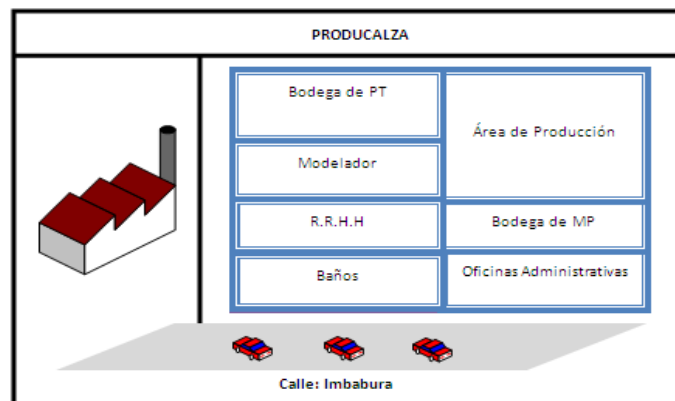 PRODUCALZA
Bodega de PT
Área de Producción
Modelador
R.R.H.H
Bodega de MP
Baños
Oficinas Administrativas
Calle: Imbabura